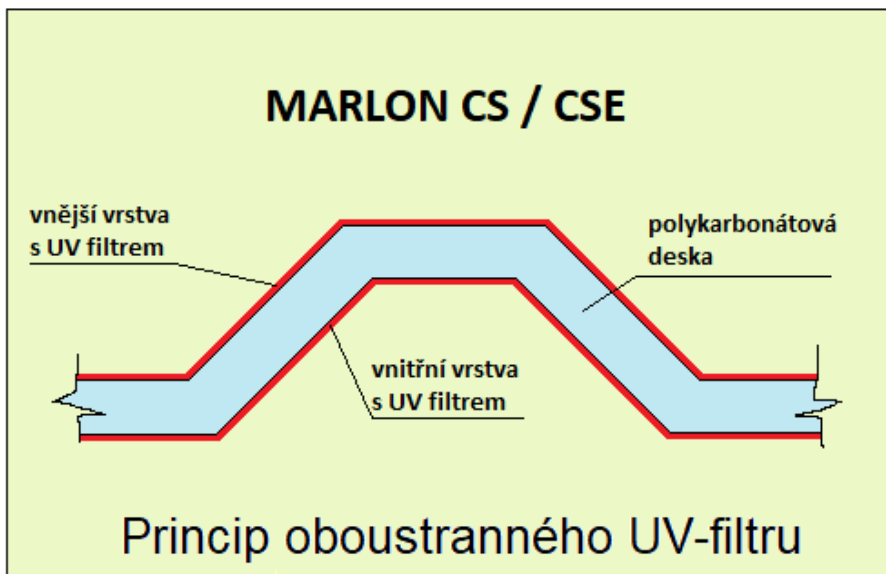 MARLON CS / CSE
vnější vrstva
s UV filtrem
polykarbonátová
deska
vnitřní vrstva
s UV filtrem
Princip oboustranného UV-filtru